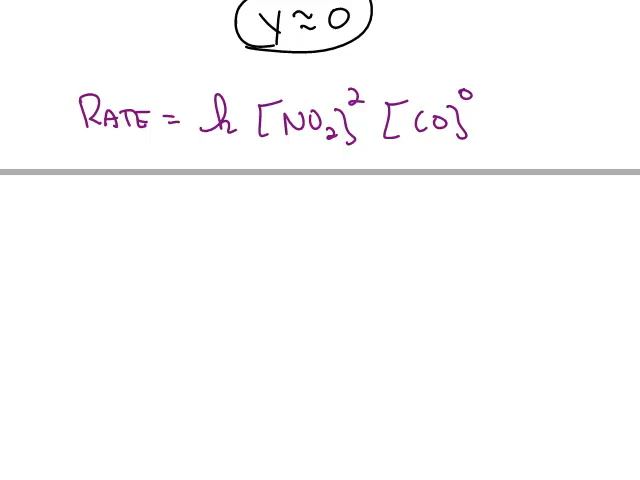 y ≈ 0
RATE = k [NO₂]² [CO]⁰